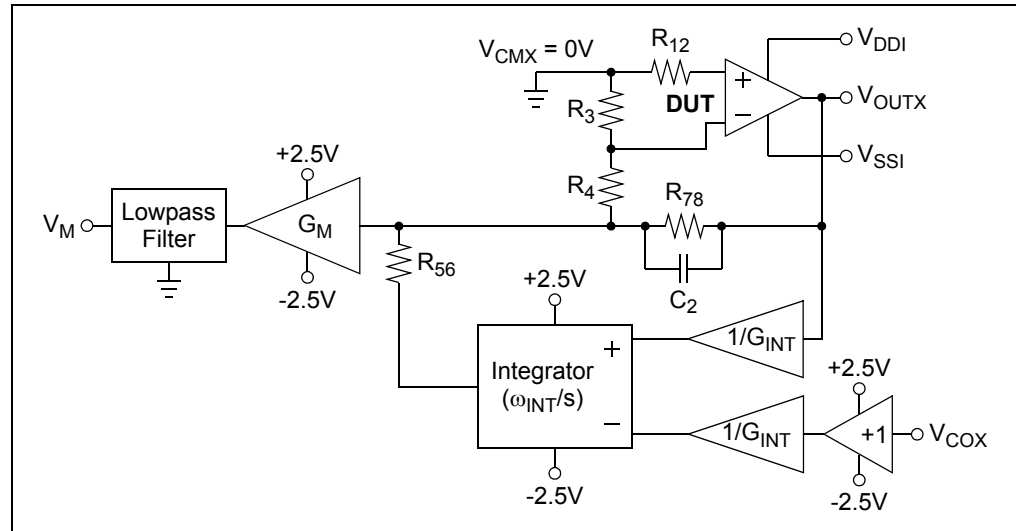 V_CMX = 0V
R_12
V_DDI
+
DUT
−
V_OUTX
R_3
V_SSI
R_4
R_78
C_2
+2.5V
V_M
Lowpass
Filter
G_M
-2.5V
R_56
+2.5V
Integrator
(ω_INT/s)
+
−
-2.5V
1/G_INT
1/G_INT
+2.5V
+1
V_COX
-2.5V